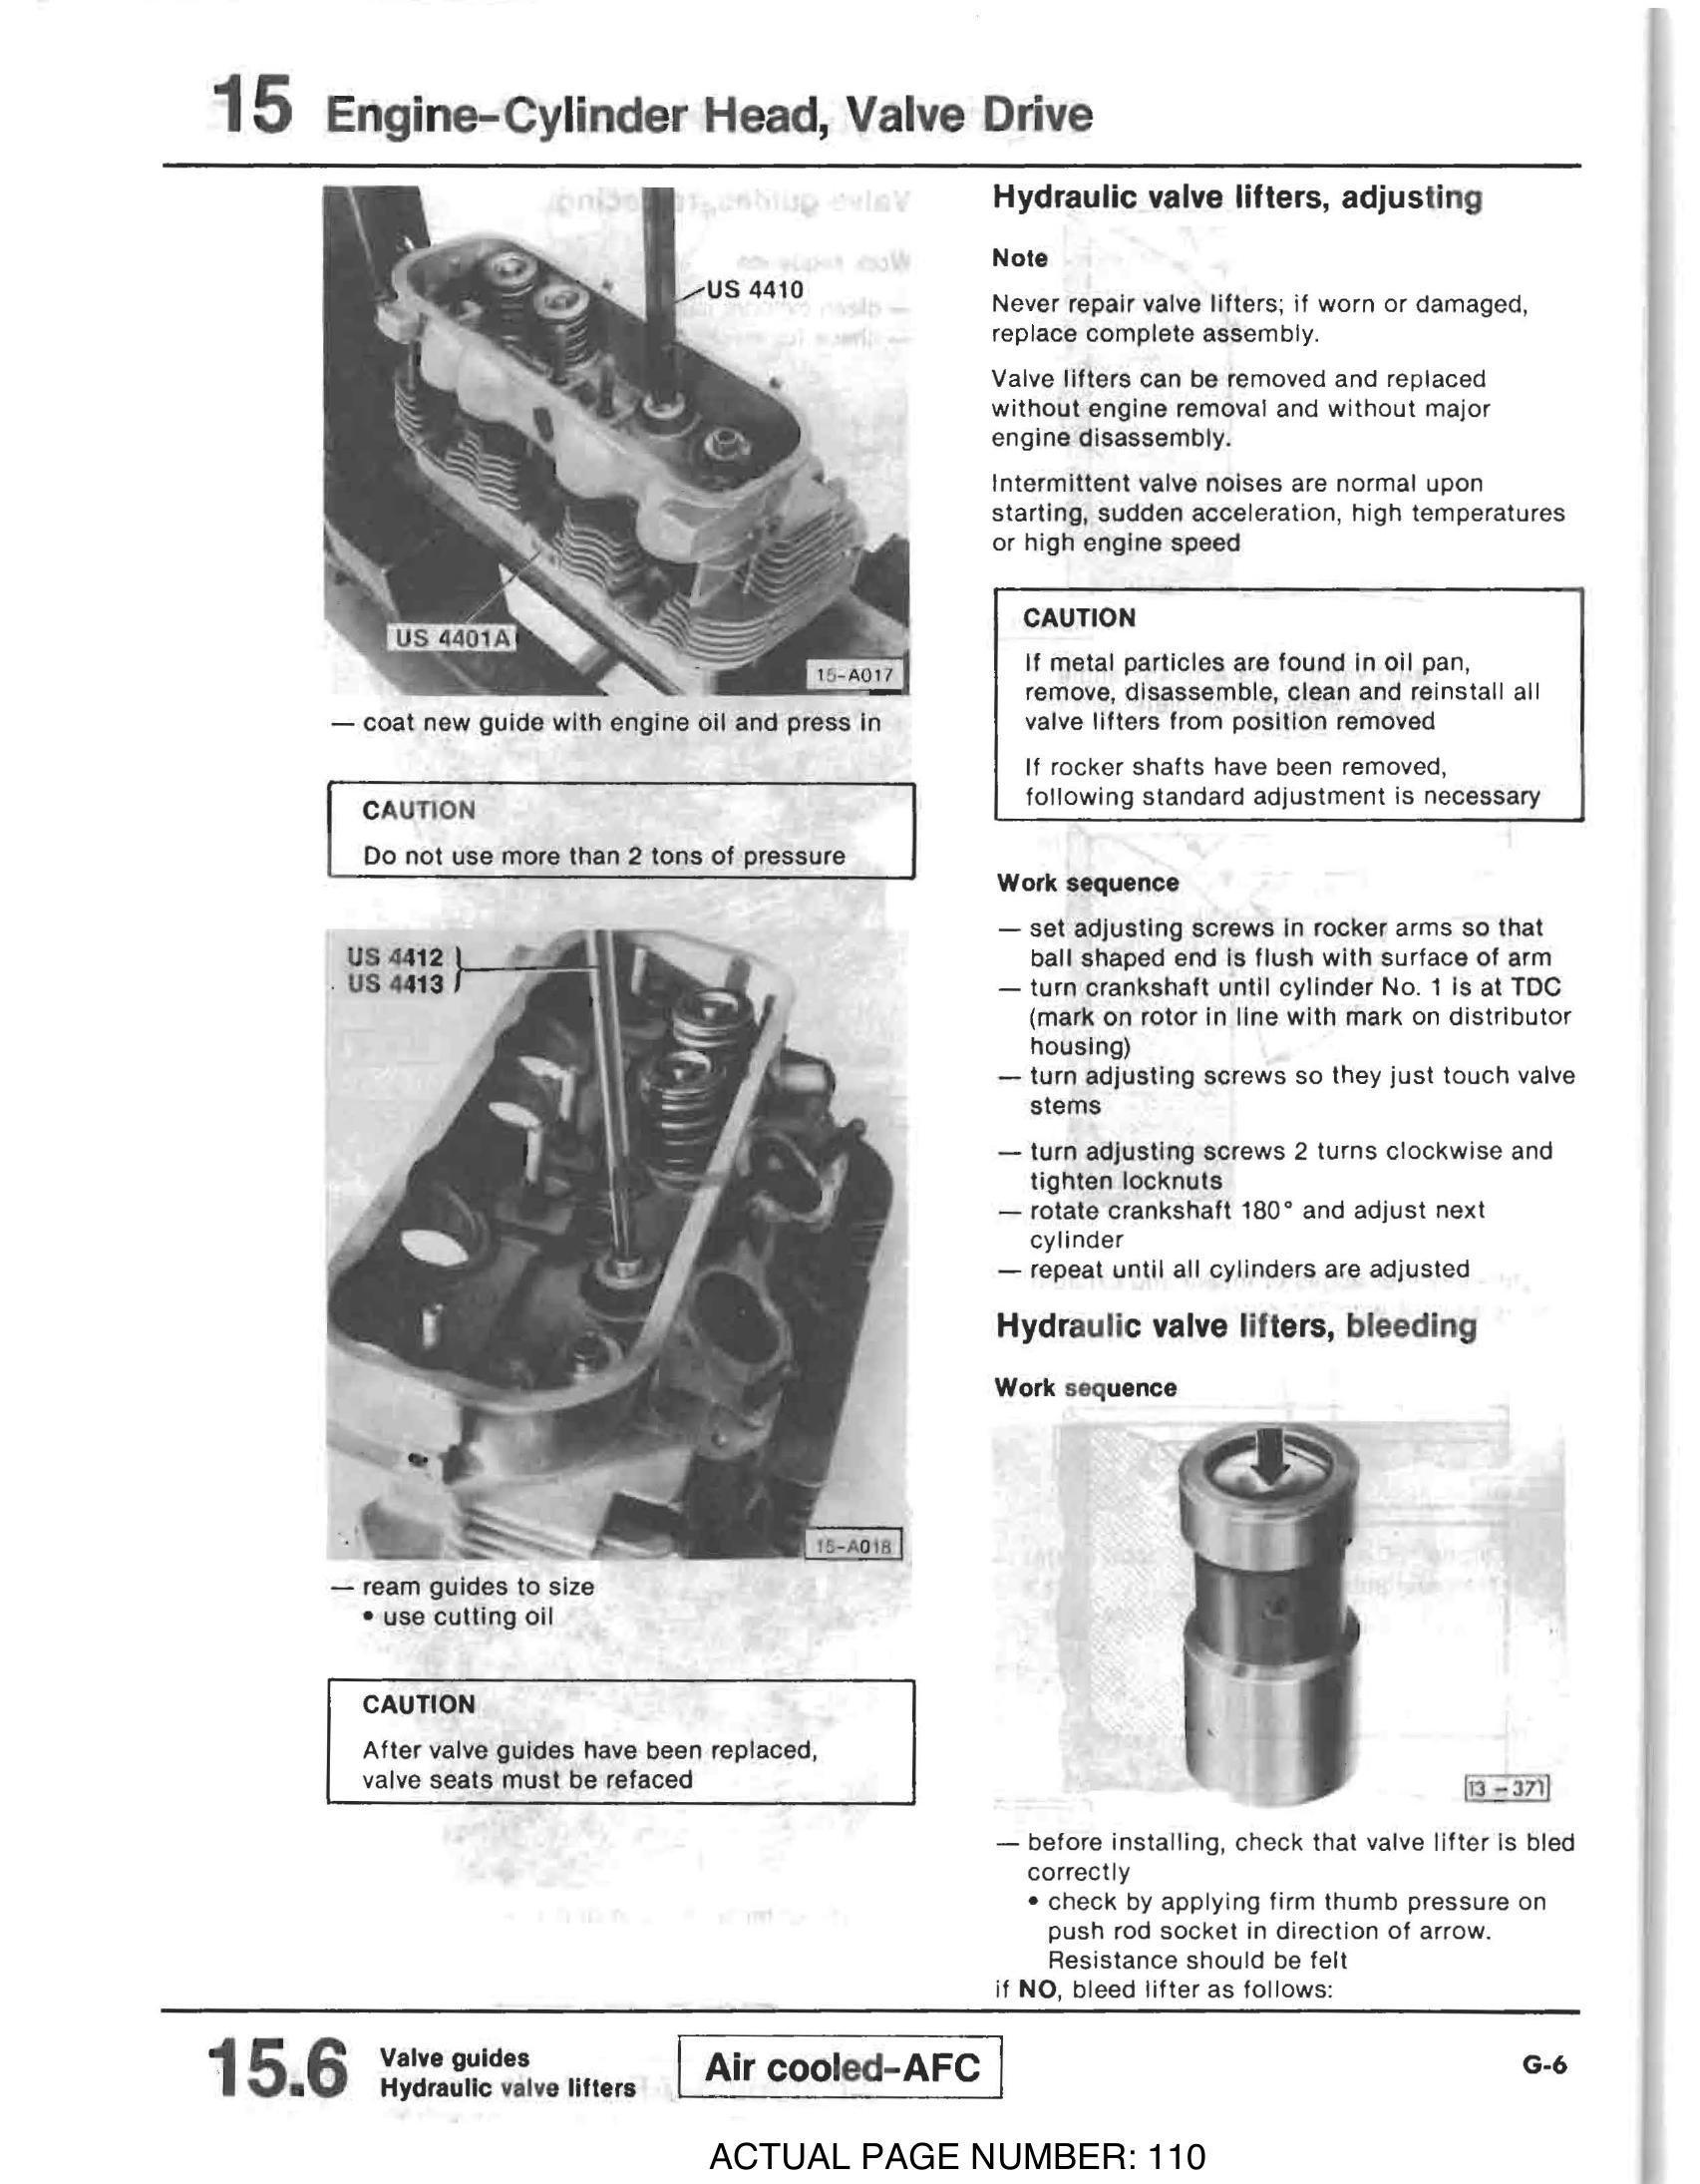 15 Engine-Cylinder Head, Valve Drive
US 4410
US 4401A
15-A017
— coat new guide with engine oil and press in
CAUTION
Do not use more than 2 tons of pressure
US 4412
US 4413
15-A018
— ream guides to size
• use cutting oil
CAUTION
After valve guides have been replaced,
valve seats must be refaced
Hydraulic valve lifters, adjusting
Note
Never repair valve lifters; if worn or damaged,
replace complete assembly.
Valve lifters can be removed and replaced
without engine removal and without major
engine disassembly.
Intermittent valve noises are normal upon
starting, sudden acceleration, high temperatures
or high engine speed
CAUTION
If metal particles are found in oil pan,
remove, disassemble, clean and reinstall all
valve lifters from position removed
If rocker shafts have been removed,
following standard adjustment is necessary
Work sequence
— set adjusting screws in rocker arms so that
ball shaped end is flush with surface of arm
— turn crankshaft until cylinder No. 1 is at TDC
(mark on rotor in line with mark on distributor
housing)
— turn adjusting screws so they just touch valve
stems
— turn adjusting screws 2 turns clockwise and
tighten locknuts
— rotate crankshaft 180° and adjust next
cylinder
— repeat until all cylinders are adjusted
Hydraulic valve lifters, bleeding
Work sequence
13-371
— before installing, check that valve lifter is bled
correctly
• check by applying firm thumb pressure on
push rod socket in direction of arrow.
Resistance should be felt
if NO, bleed lifter as follows:
15.6
Valve guides
Hydraulic valve lifters
Air cooled-AFC
G-6
ACTUAL PAGE NUMBER: 110